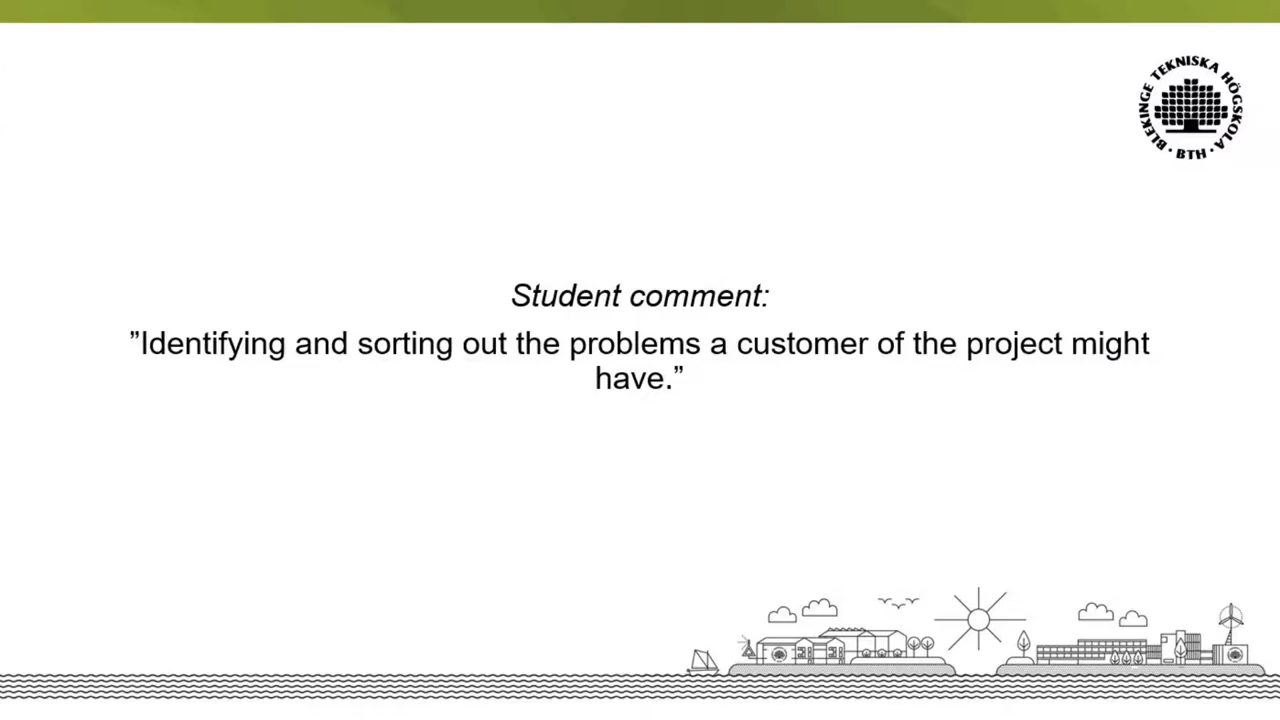 BLEKINGE TEKNISKA HÖGSKOLA
· BTH ·
Student comment:
”Identifying and sorting out the problems a customer of the project might
have.”